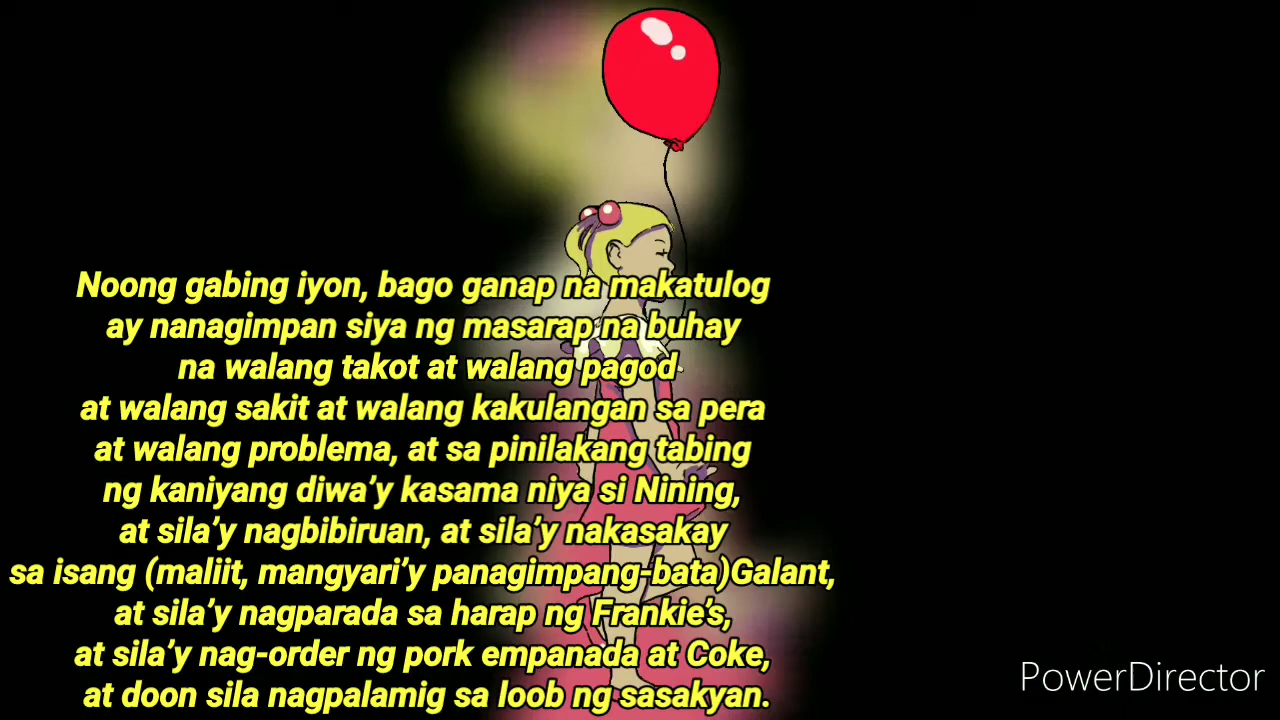 Noong gabing iyon, bago ganap na makatulog
ay nanagimpan siya ng masarap na buhay
na walang takot at walang pagod
at walang sakit at walang kakulangan sa pera
at walang problema, at sa pinilakang tabing
ng kaniyang diwa’y kasama niya si Nining,
at sila’y nagbibiruan, at sila’y nakasakay
sa isang (maliit, mangyari’y panagimpang-bata)Galant,
at sila’y nagparada sa harap ng Frankie’s,
at sila’y nag-order ng pork empanada at Coke,
at doon sila nagpalamig sa loob ng sasakyan.
PowerDirector